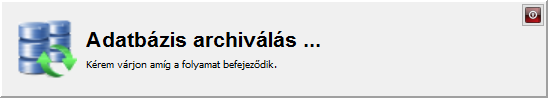 Adatbázis archiválás ...
Kérem várjon amíg a folyamat befejeződik.